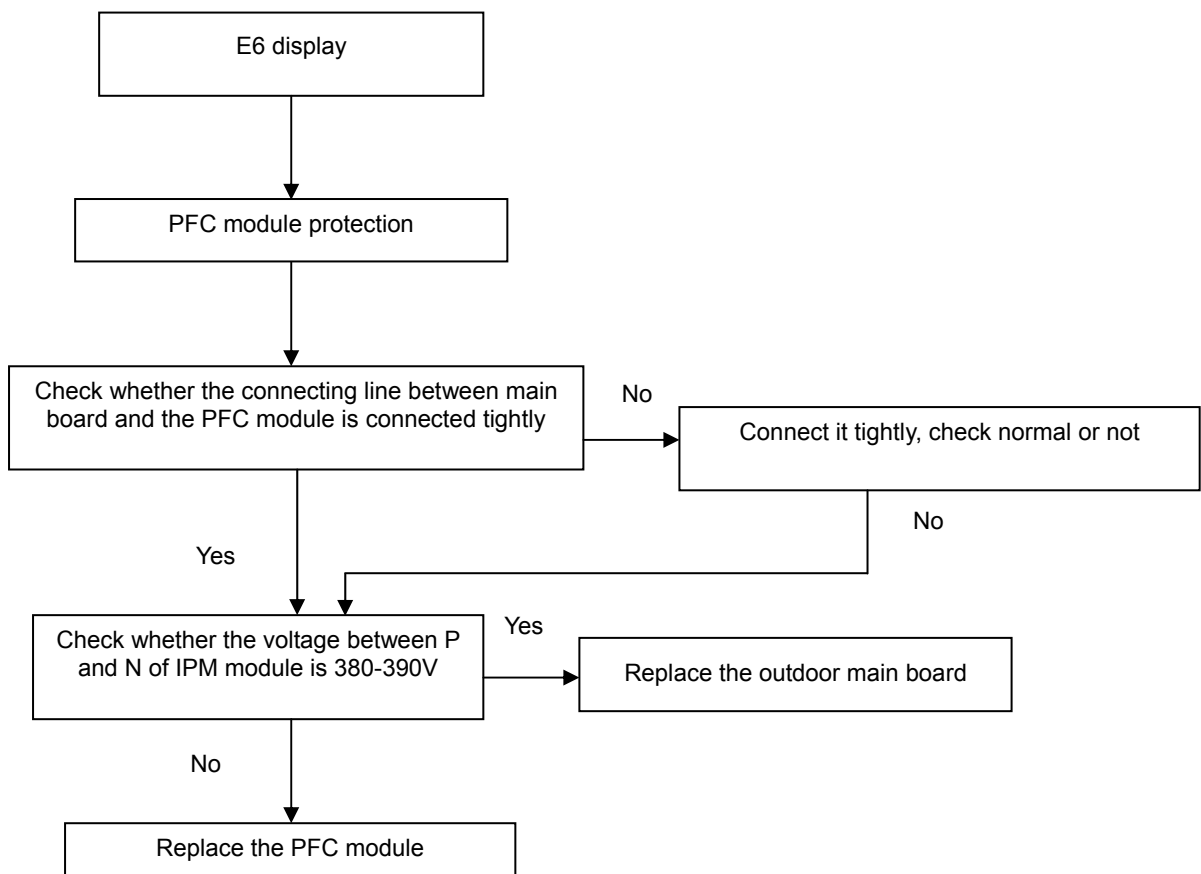 E6 display
PFC module protection
Check whether the connecting line between main
board and the PFC module is connected tightly
No
Connect it tightly, check normal or not
No
Yes
Check whether the voltage between P
and N of IPM module is 380-390V
Yes
Replace the outdoor main board
No
Replace the PFC module